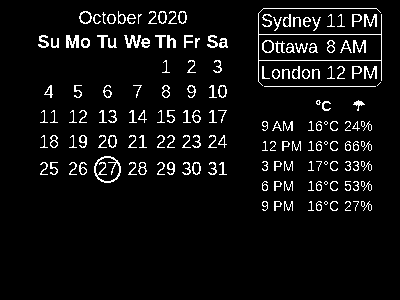 October 2020
Su Mo Tu We Th Fr Sa
1 2 3
4 5 6 7 8 9 10
11 12 13 14 15 16 17
18 19 20 21 22 23 24
25 26 27 28 29 30 31
Sydney 11 PM
Ottawa 8 AM
London 12 PM
°C ☂
9 AM 16°C 24%
12 PM 16°C 66%
3 PM 17°C 33%
6 PM 16°C 53%
9 PM 16°C 27%